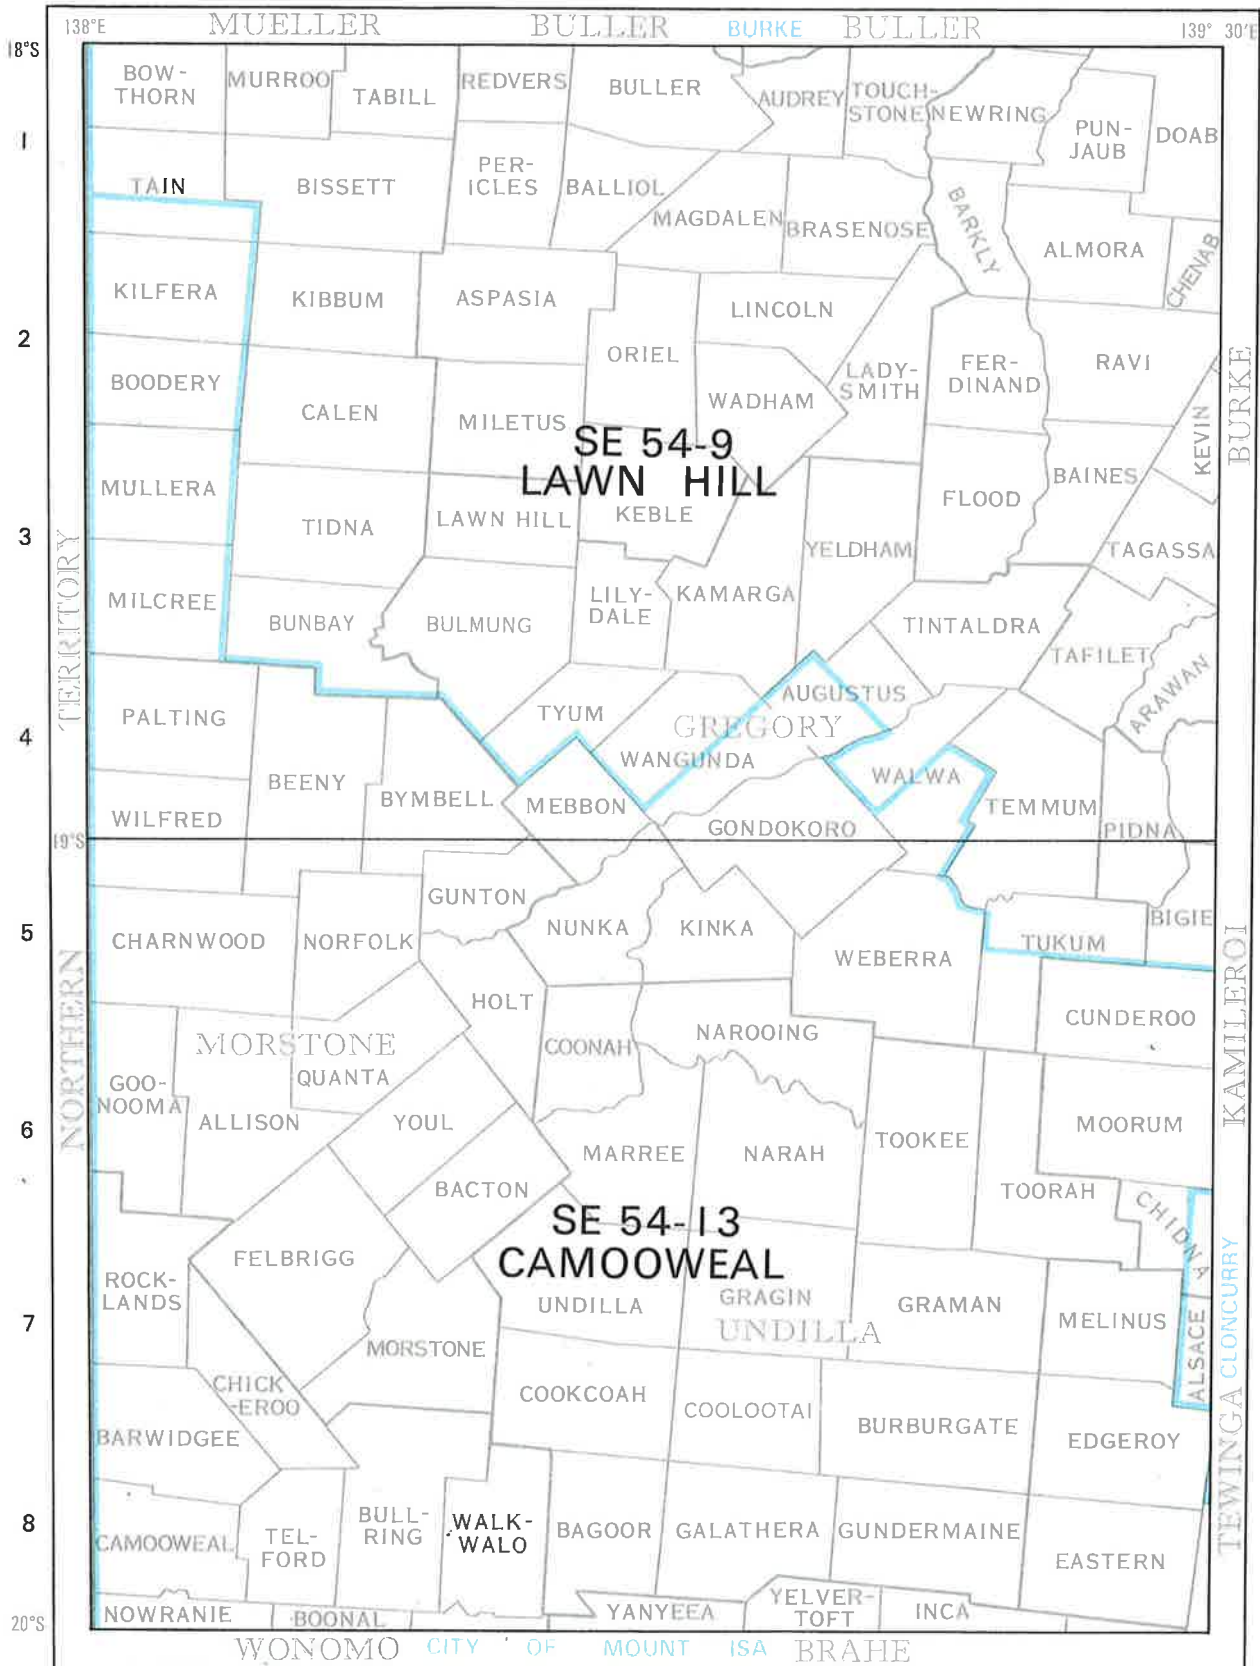 138°E MUELLER BULLER BURKE BULLER 139° 30'E
18°S
BOW-
THORN
MURROO
TABILL
REDVERS
BULLER
AUDREY
TOUCH-
STONE
NEWRING
PUN-
JAUB
DOAB
1
TAIN
BISSETT
PER-
ICLES
BALLIOL
MAGDALEN
BRASENOSE
BARKLY
ALMORA
CHENAB
KILFERA
KIBBUM
ASPASIA
LINCOLN
2
BOODERY
CALEN
MILETUS
ORIEL
WADHAM
LADY-
SMITH
FER-
DINAND
RAVI
KEVIN
BURKE
SE 54-9
LAWN HILL
MULLERA
TIDNA
LAWN HILL
KEBLE
YELDHAM
FLOOD
BAINES
TAGASSA
3
TERRITORY
MILCREE
BUNBAY
BULMUNG
LILY-
DALE
KAMARGA
TINTALDRA
TAFILET
ARAWAN
AUGUSTUS
4
PALTING
TYUM
GREGORY
WANGUNDA
WALWA
BEENY
BYMBELL
MEBBON
GONDOKORO
TEMMUM
PIDNA
WILFRED
19°S
GUNTON
NUNKA
KINKA
BIGIE
5
CHARNWOOD
NORFOLK
WEBERRA
TUKUM
NORTHERN
HOLT
COONAH
NAROOING
CUNDEROO
KAMILEROI
MORSTONE
QUANTA
GOO-
NOOMA
ALLISON
YOUL
6
MARREE
NARAH
TOOKEE
MOORUM
BACTON
TOORAH
CHIDNA
SE 54-13
CAMOOWEAL
FELBRIGG
ROCK-
LANDS
UNDILLA
GRAGIN
GRAMAN
MELINUS
CLONCURRY
7
UNDILLA
MORSTONE
ALSACE
CHICK
-EROO
COOKCOAH
COOLOOTAI
BURBURGATE
EDGEROY
TEWINGA
BARWIDGEE
8
CAMOOWEAL
TEL-
FORD
BULL-
RING
WALK-
WALO
BAGOOR
GALATHERA
GUNDERMAINE
EASTERN
20°S
NOWRANIE
BOONAL
YANYEEA
YELVER-
TOFT
INCA
WONOMO CITY OF MOUNT ISA BRAHE